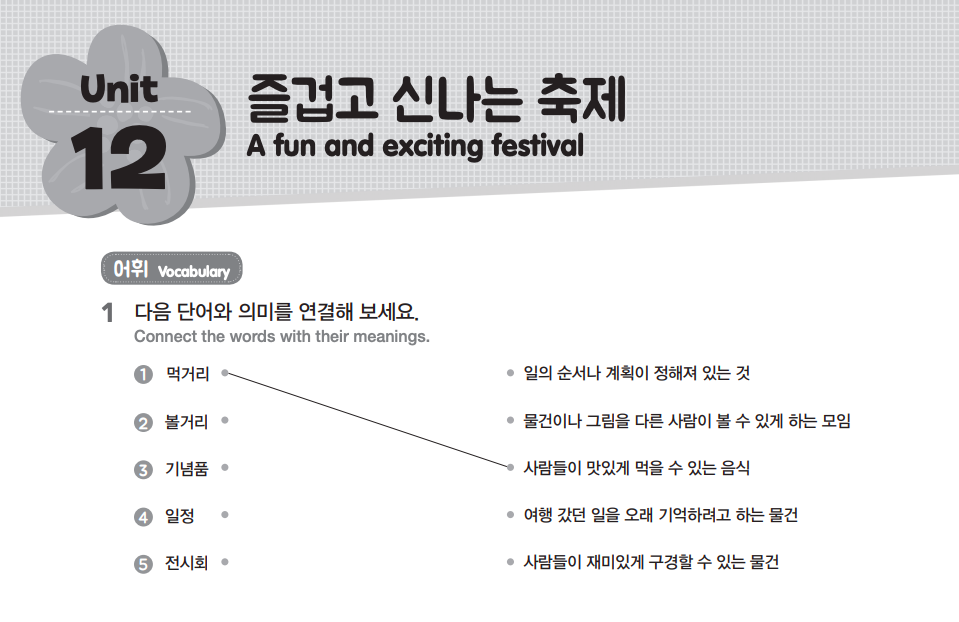 Unit
12
즐겁고 신나는 축제
A fun and exciting festival
어휘 Vocabulary
1 다음 단어와 의미를 연결해 보세요.
Connect the words with their meanings.
1 먹거리
일의 순서나 계획이 정해져 있는 것
2 볼거리
물건이나 그림을 다른 사람이 볼 수 있게 하는 모임
3 기념품
사람들이 맛있게 먹을 수 있는 음식
4 일정
여행 갔던 일을 오래 기억하려고 하는 물건
5 전시회
사람들이 재미있게 구경할 수 있는 물건